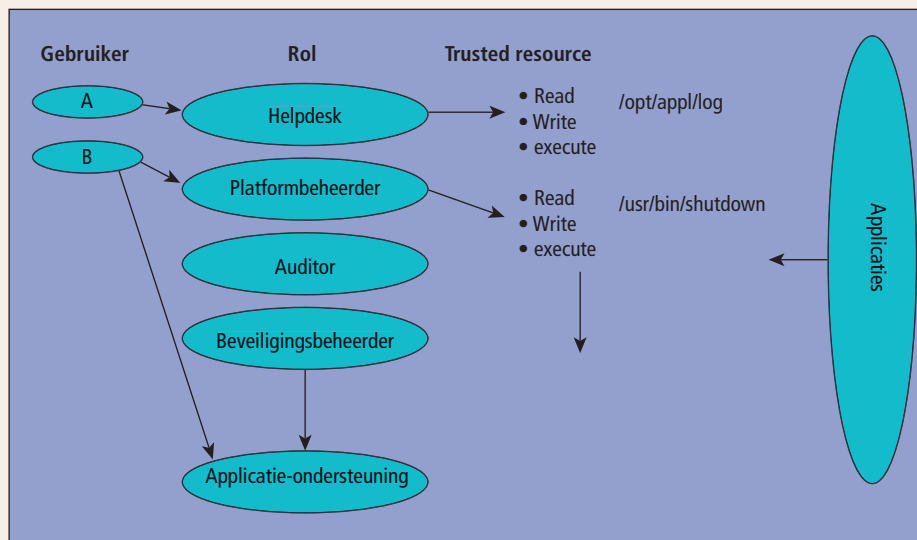 Gebruiker
Rol
Trusted resource
A
Helpdesk
• Read
• Write
• execute
/opt/appl/log
B
Platformbeheerder
• Read
• Write
• execute
/usr/bin/shutdown
Auditor
Beveiligingsbeheerder
Applicatie-ondersteuning
Applicaties